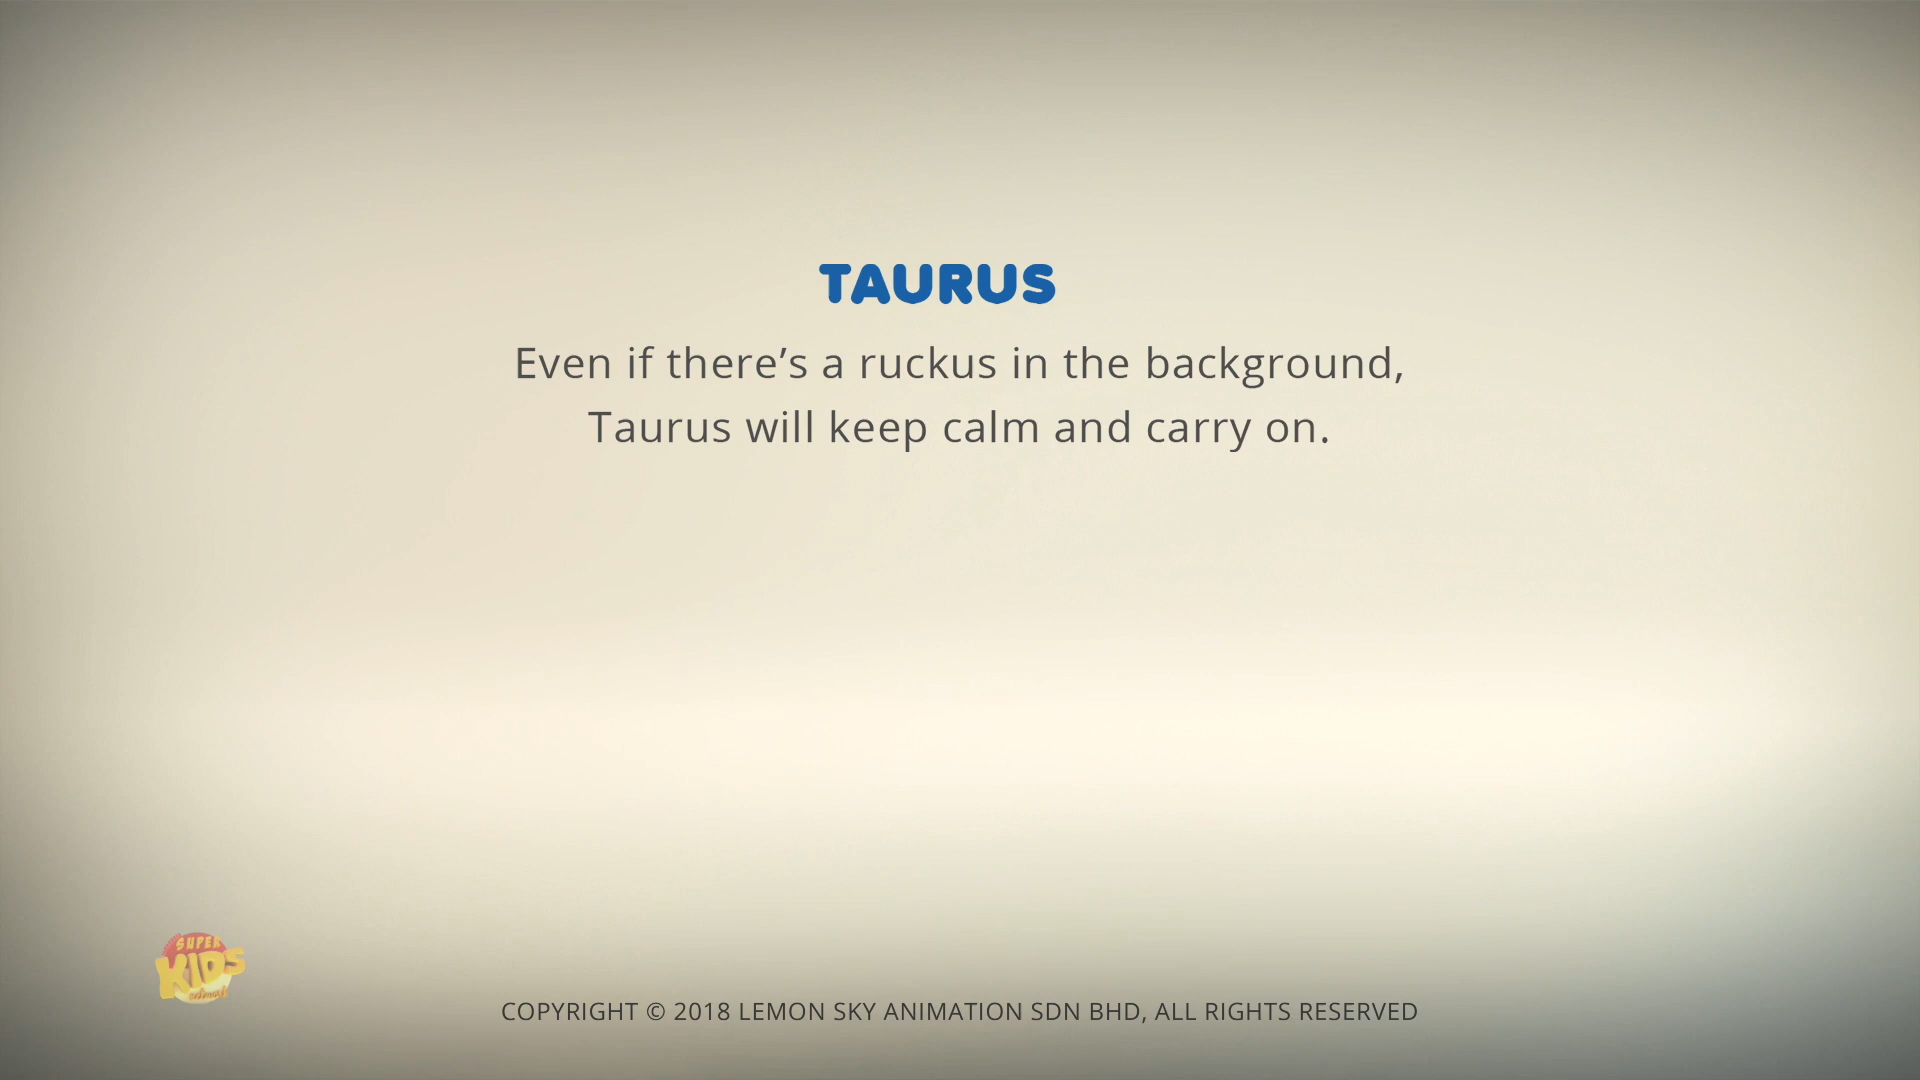 TAURUS
Even if there’s a ruckus in the background,
Taurus will keep calm and carry on.
SUPER
KIDS
COPYRIGHT © 2018 LEMON SKY ANIMATION SDN BHD, ALL RIGHTS RESERVED